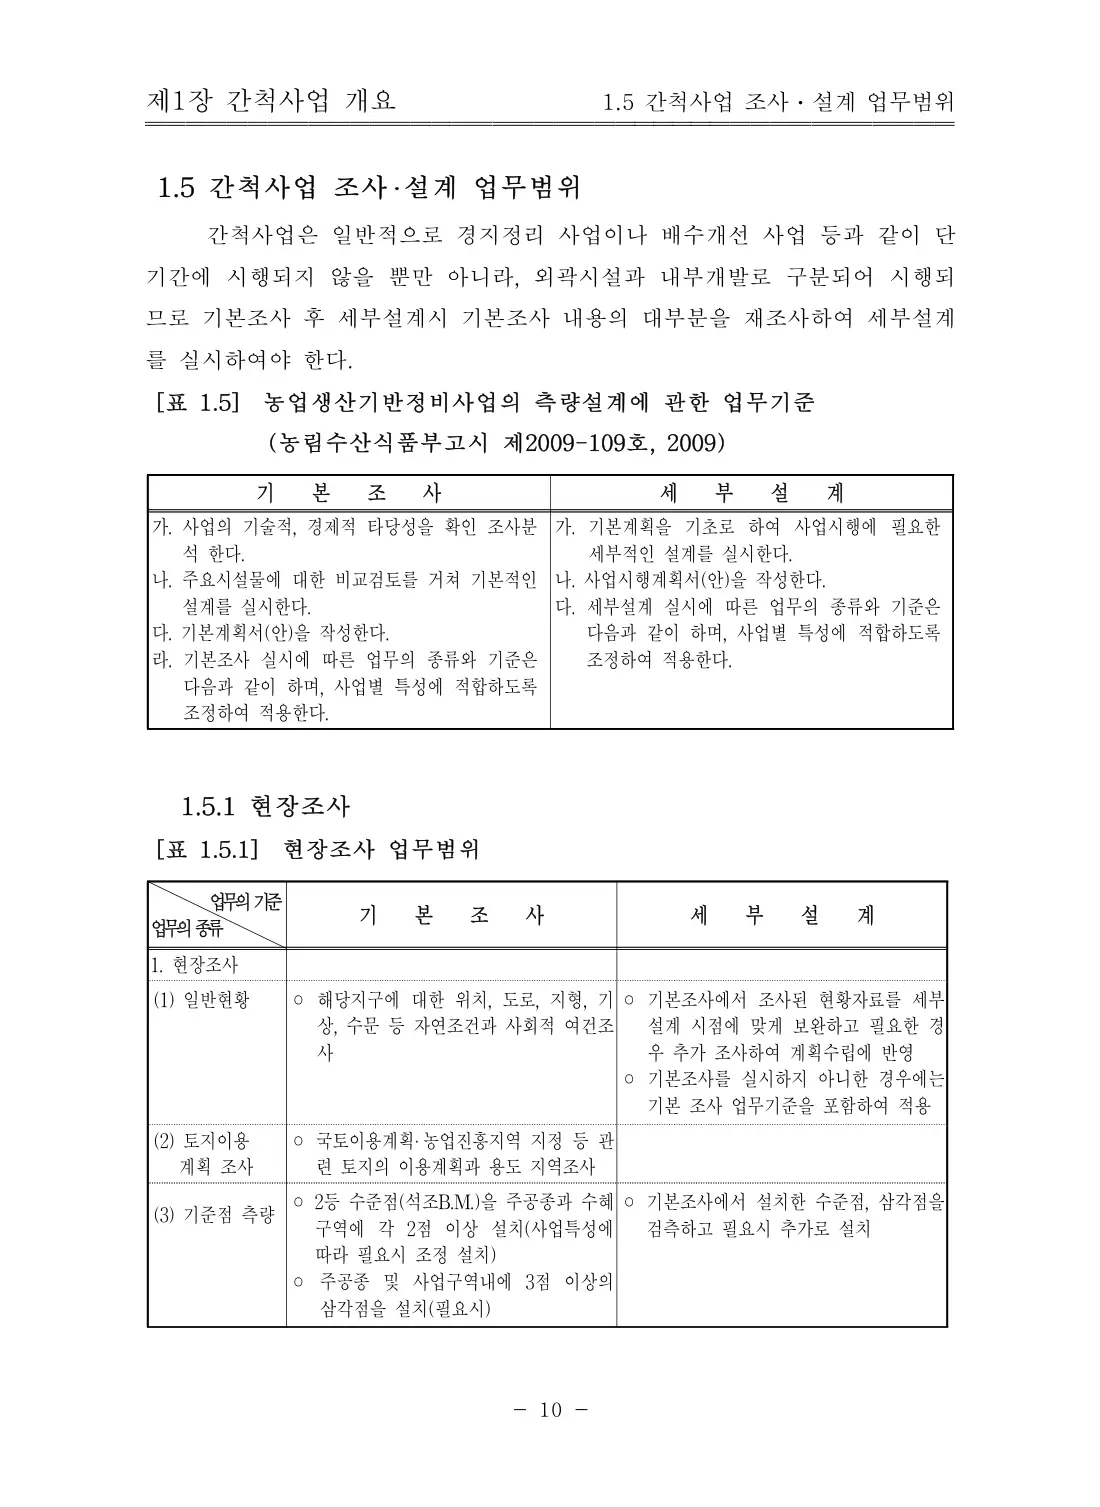 제1장 간척사업 개요 1.5 간척사업 조사·설계 업무범위
1.5 간척사업 조사·설계 업무범위
간척사업은 일반적으로 경지정리 사업이나 배수개선 사업 등과 같이 단
기간에 시행되지 않을 뿐만 아니라, 외곽시설과 내부개발로 구분되어 시행되
므로 기본조사 후 세부설계시 기본조사 내용의 대부분을 재조사하여 세부설계
를 실시하여야 한다.
[표 1.5] 농업생산기반정비사업의 측량설계에 관한 업무기준
(농림수산식품부고시 제2009-109호, 2009)
기 본 조 사
가. 사업의 기술적, 경제적 타당성을 확인 조사분
석 한다.
나. 주요시설물에 대한 비교검토를 거쳐 기본적인
설계를 실시한다.
다. 기본계획서(안)을 작성한다.
라. 기본조사 실시에 따른 업무의 종류와 기준은
다음과 같이 하며, 사업별 특성에 적합하도록
조정하여 적용한다.
세 부 설 계
가. 기본계획을 기초로 하여 사업시행에 필요한
세부적인 설계를 실시한다.
나. 사업시행계획서(안)을 작성한다.
다. 세부설계 실시에 따른 업무의 종류와 기준은
다음과 같이 하며, 사업별 특성에 적합하도록
조정하여 적용한다.
1.5.1 현장조사
[표 1.5.1] 현장조사 업무범위
업무의 기준
업무의 종류
기 본 조 사
세 부 설 계
1. 현장조사
(1) 일반현황
○ 해당지구에 대한 위치, 도로, 지형, 기
상, 수문 등 자연조건과 사회적 여건조
사
○ 기본조사에서 조사된 현황자료를 세부
설계 시점에 맞게 보완하고 필요한 경
우 추가 조사하여 계획수립에 반영
○ 기본조사를 실시하지 아니한 경우에는
기본 조사 업무기준을 포함하여 적용
(2) 토지이용
계획 조사
○ 국토이용계획·농업진흥지역 지정 등 관
련 토지의 이용계획과 용도 지역조사
(3) 기준점 측량
○ 2등 수준점(석조B.M.)을 주공종과 수혜
구역에 각 2점 이상 설치(사업특성에
따라 필요시 조정 설치)
○ 주공종 및 사업구역내에 3점 이상의
삼각점을 설치(필요시)
○ 기본조사에서 설치한 수준점, 삼각점을
검측하고 필요시 추가로 설치
- 10 -